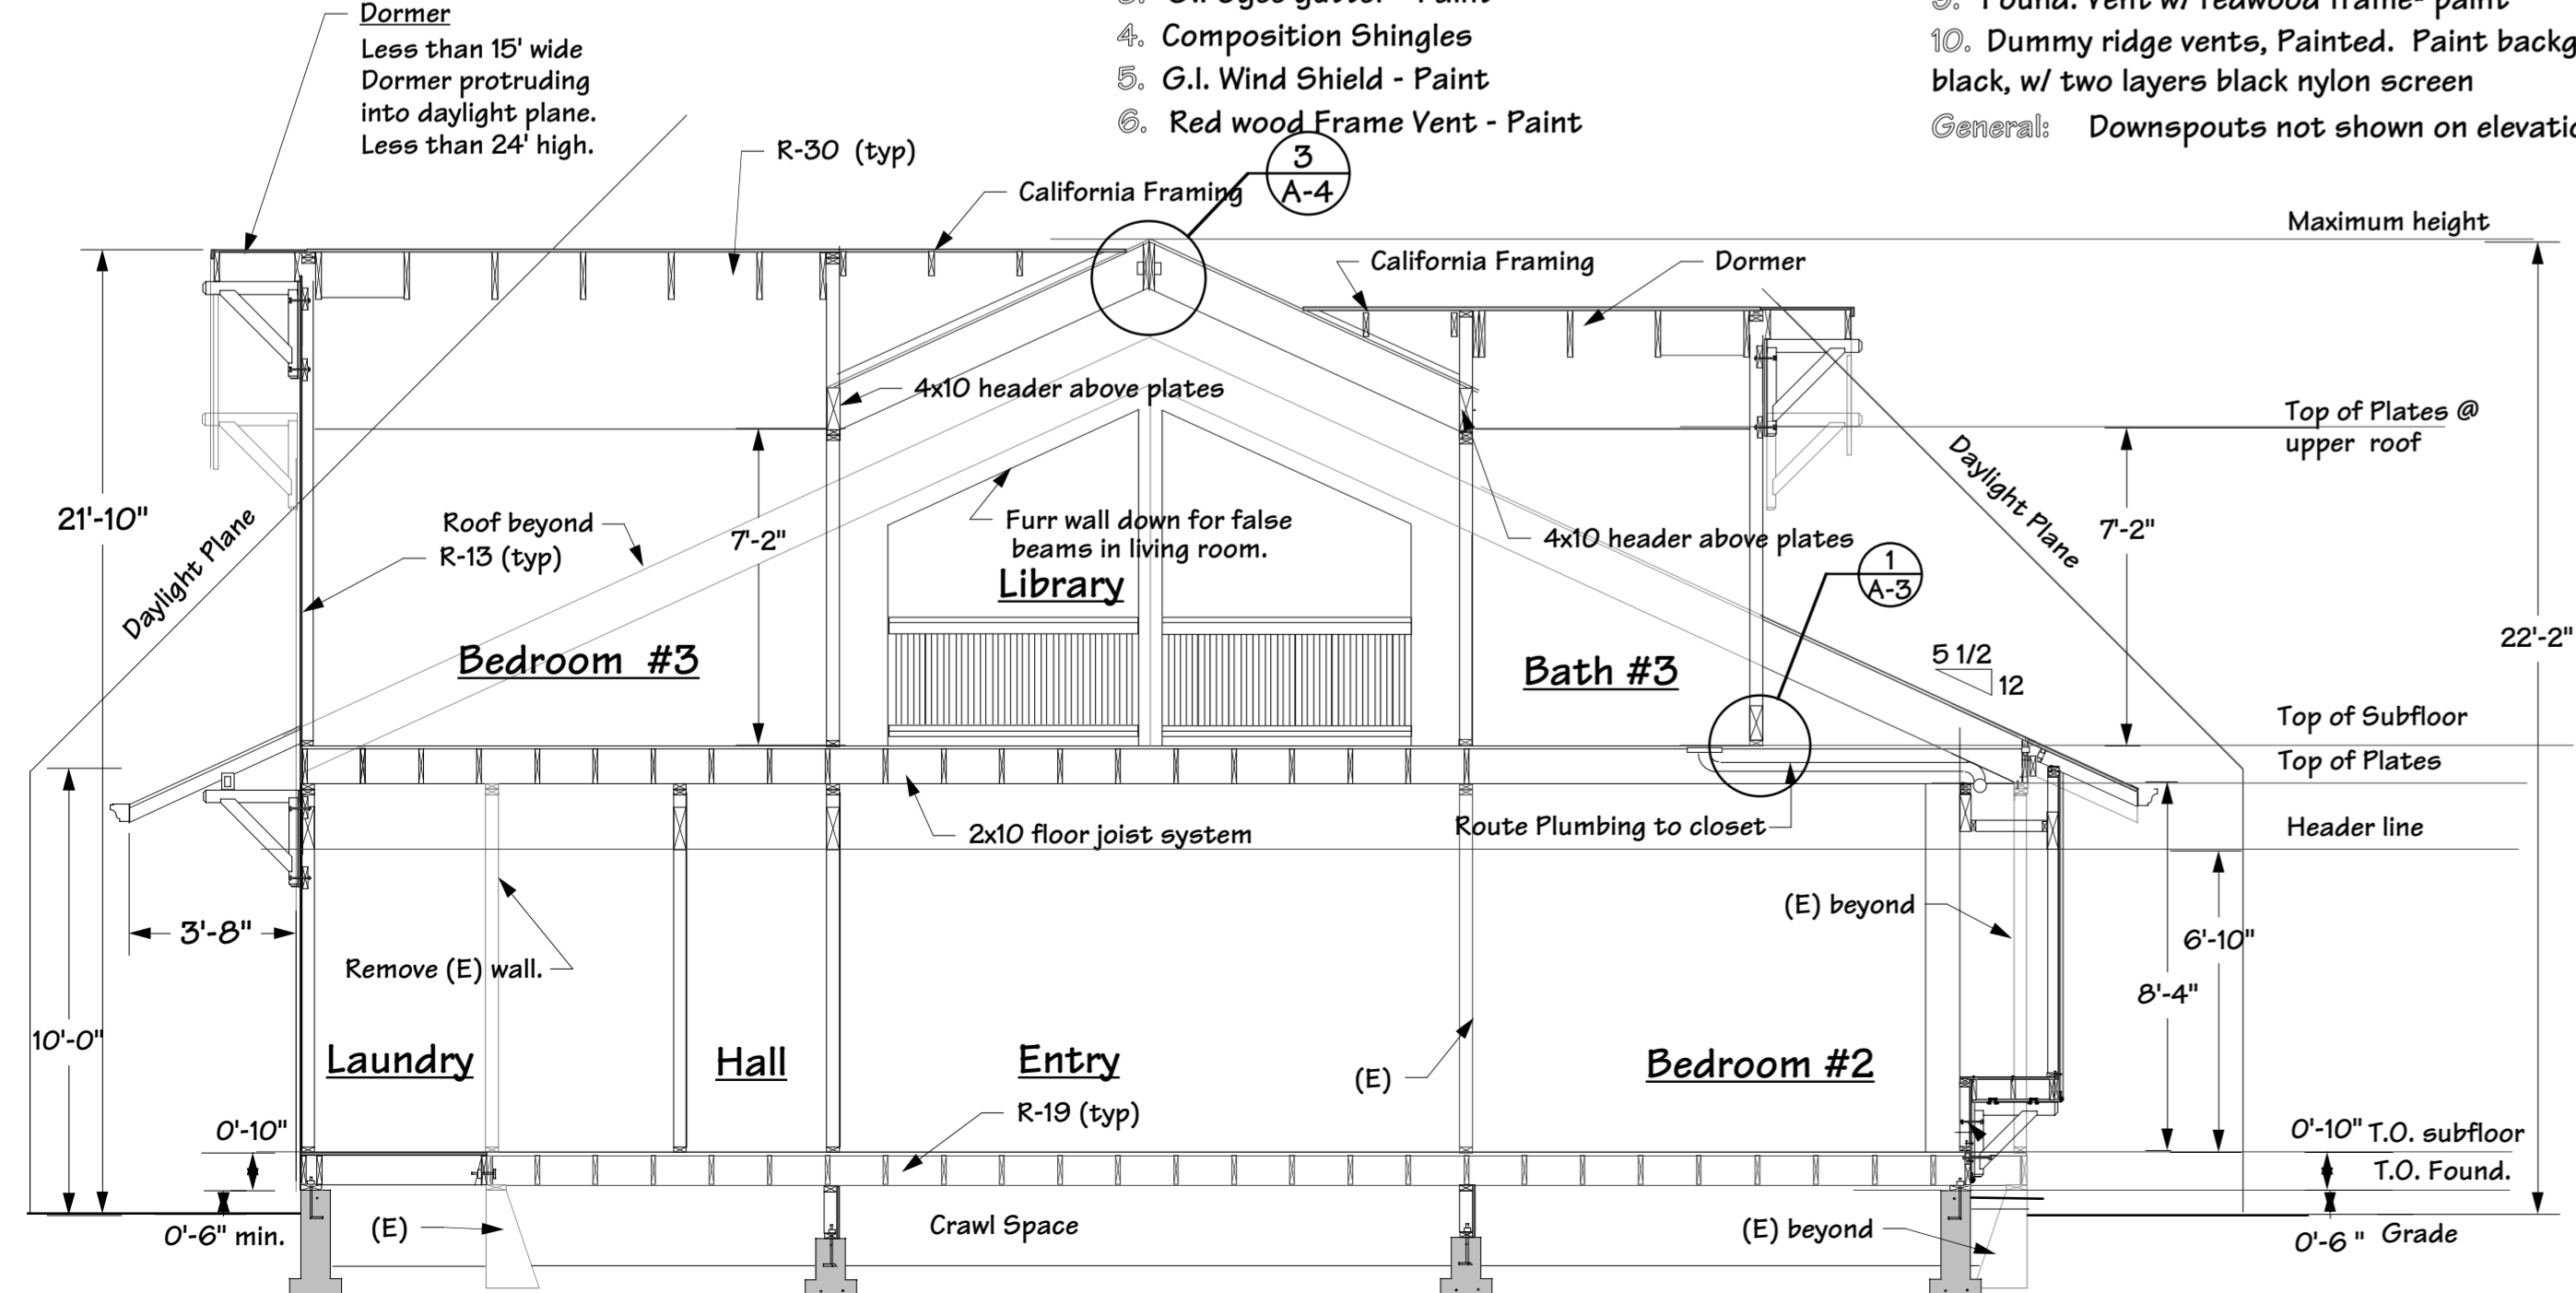 Dormer
Less than 15' wide
Dormer protruding
into daylight plane.
Less than 24' high.
4. Composition Shingles
5. G.I. Wind Shield - Paint
6. Red wood Frame Vent - Paint
9. Found. Vent w/ redwood frame- paint
10. Dummy ridge vents, Painted. Paint backg
black, w/ two layers black nylon screen
General: Downspouts not shown on elevatio
R-30 (typ)
California Framing
3
A-4
Maximum height
California Framing
Dormer
4x10 header above plates
Top of Plates @
upper roof
21'-10"
Daylight Plane
Roof beyond
R-13 (typ)
7'-2"
Furr wall down for false
beams in living room.
Library
4x10 header above plates
1
A-3
Daylight Plane
7'-2"
22'-2"
Bedroom #3
Bath #3
5 1/2
12
Top of Subfloor
Top of Plates
2x10 floor joist system
Route Plumbing to closet
Header line
3'-8"
Remove (E) wall.
(E) beyond
6'-10"
8'-4"
10'-0"
Laundry
Hall
Entry
(E)
Bedroom #2
R-19 (typ)
0'-10"
0'-10"
T.O. subfloor
T.O. Found.
0'-6" min.
(E)
Crawl Space
(E) beyond
0'-6 "
Grade